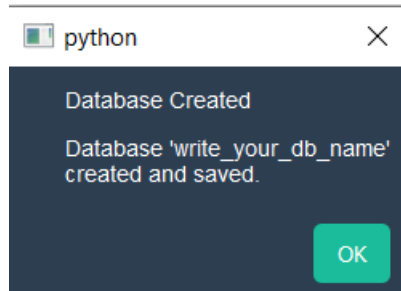 python
Database Created
Database 'write_your_db_name'
created and saved.
OK